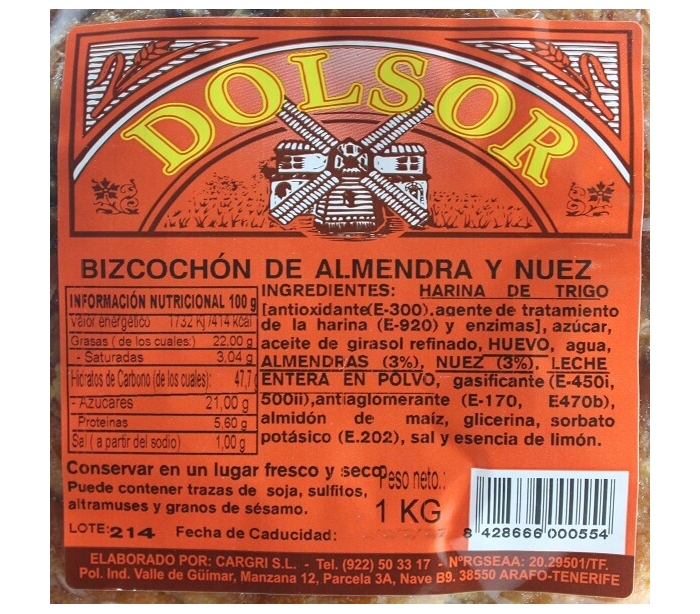 DOLSOR
BIZCOCHÓN DE ALMENDRA Y NUEZ
INFORMACIÓN NUTRICIONAL 100 g
Valor energético 1732 Kj /414 kcal
Grasas ( de los cuales:) 22,00 g
- Saturadas 3,04 g
Hidratos de Carbono (de los cuales): 47,7
- Azúcares 21,00 g
Proteinas 5,60 g
Sal ( a partir del sodio) 1,00 g
INGREDIENTES: HARINA DE TRIGO
[antioxidante(E-300),agente de tratamiento
de la harina (E-920) y enzimas], azúcar,
aceite de girasol refinado, HUEVO, agua,
ALMENDRAS (3%), NUEZ (3%), LECHE
ENTERA EN POLVO, gasificante (E-450i,
500ii),antiaglomerante (E-170, E470b),
almidón de maíz, glicerina, sorbato
potásico (E.202), sal y esencia de limón.
Conservar en un lugar fresco y seco
Puede contener trazas de soja, sulfitos,
altramuses y granos de sésamo.
Peso neto.:
1 KG
LOTE:214 Fecha de Caducidad:
8 428666 000554
ELABORADO POR: CARGRI S.L. - Tel. (922) 50 33 17 - NºRGSEAA: 20.29501/TF.
Pol. Ind. Valle de Güimar, Manzana 12, Parcela 3A, Nave B9. 38550 ARAFO-TENERIFE